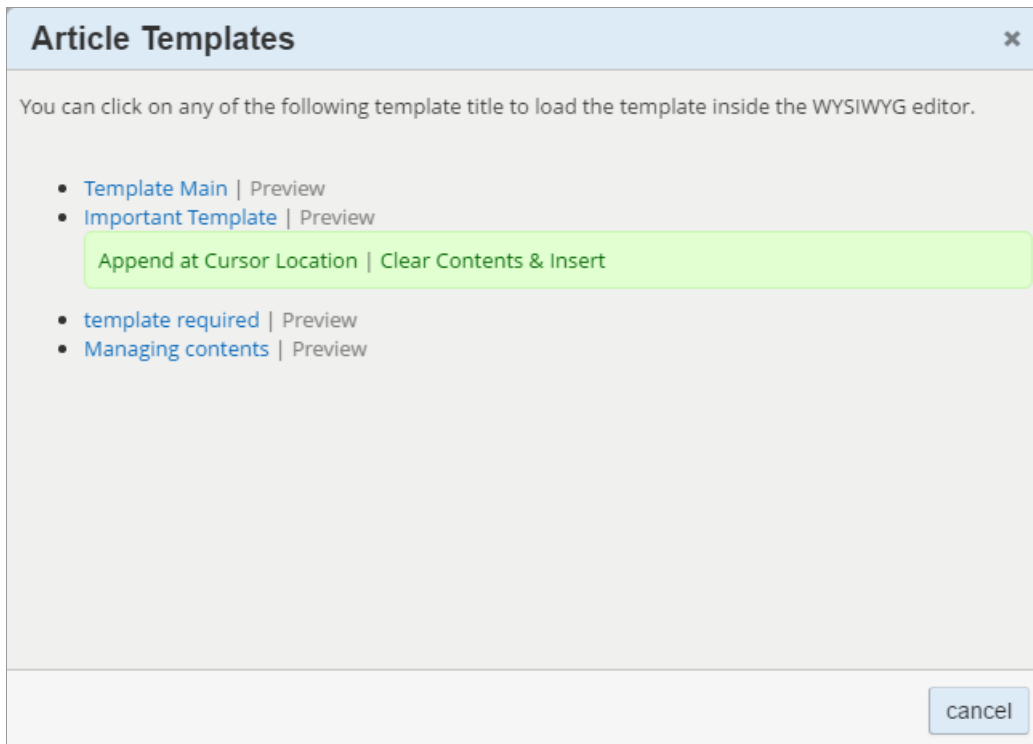 Article Templates ×
You can click on any of the following template title to load the template inside the WYSIWYG editor.
• Template Main | Preview
• Important Template | Preview
Append at Cursor Location | Clear Contents & Insert
• template required | Preview
• Managing contents | Preview
cancel